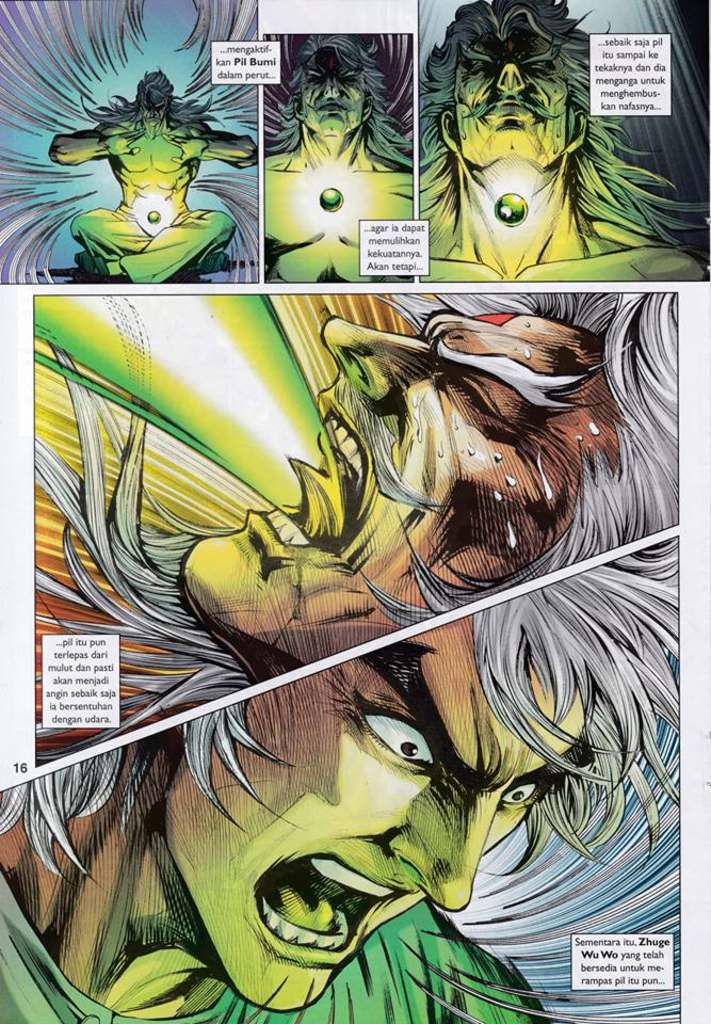 ...mengaktif-
kan Pil Bumi
dalam perut...
...agar ia dapat
memulihkan
kekuatannya.
Akan tetapi...
...sebaik saja pil
itu sampai ke
tekaknya dan dia
menganga untuk
menghembus-
kan nafasnya...
...pil itu pun
terlepas dari
mulut dan pasti
akan menjadi
angin sebaik saja
ia bersentuhan
dengan udara.
16
Sementara itu, Zhuge
Wu Wo yang telah
bersedia untuk me-
rampas pil itu pun...